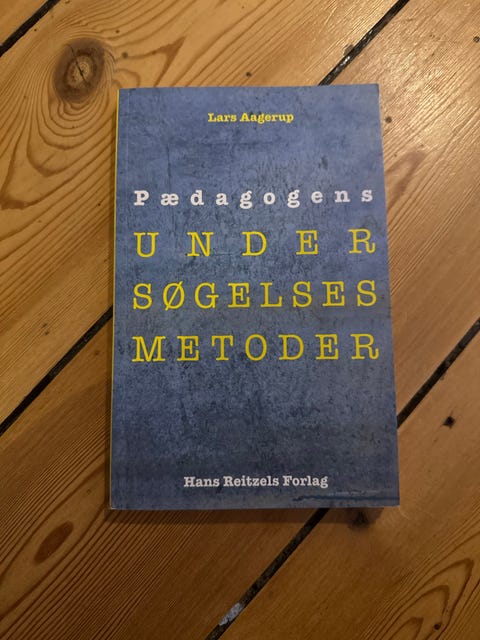 Lars Aagerup
Pædagogens
UNDER
SØGELSES
METODER
Hans Reitzels Forlag